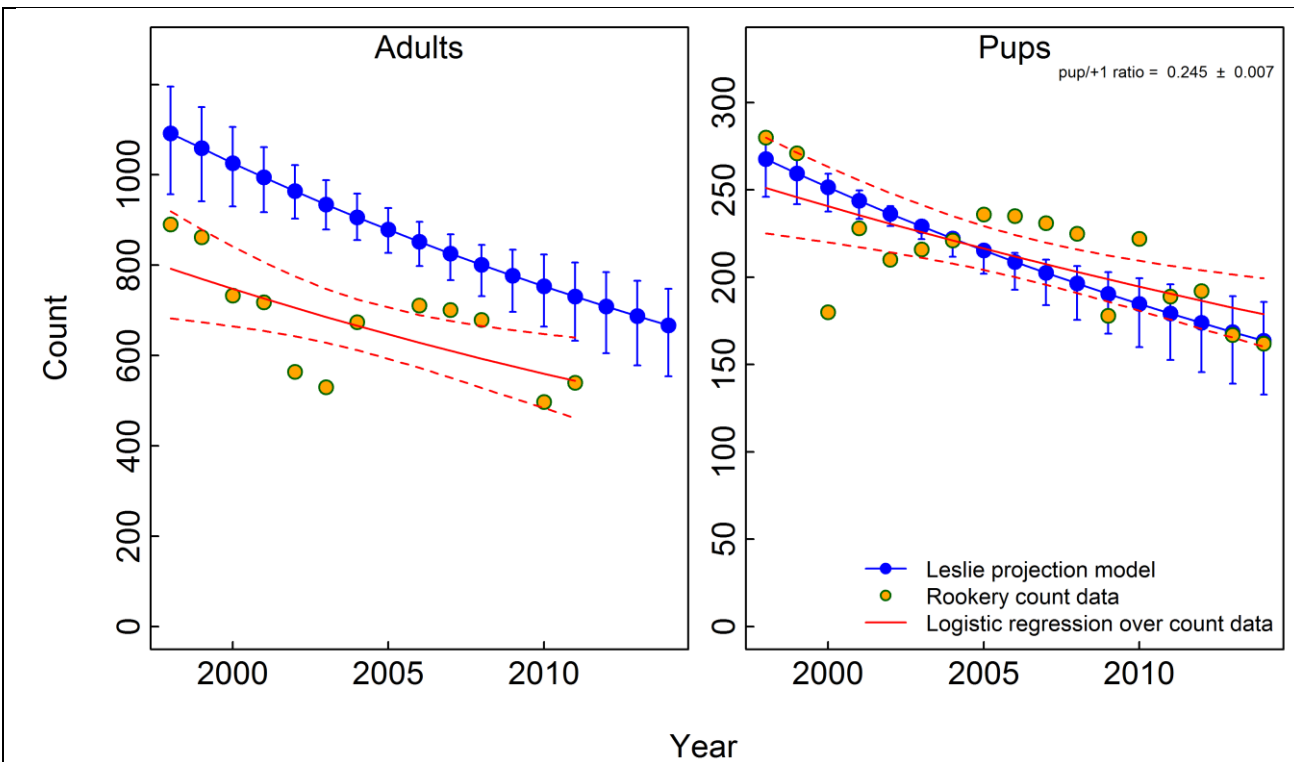 Adults
Pups
pup/+1 ratio = 0.245 ± 0.007
Count
0
200
400
600
800
1000
0
50
100
150
200
250
300
Leslie projection model
Rookery count data
Logistic regression over count data
2000
2005
2010
2000
2005
2010
Year